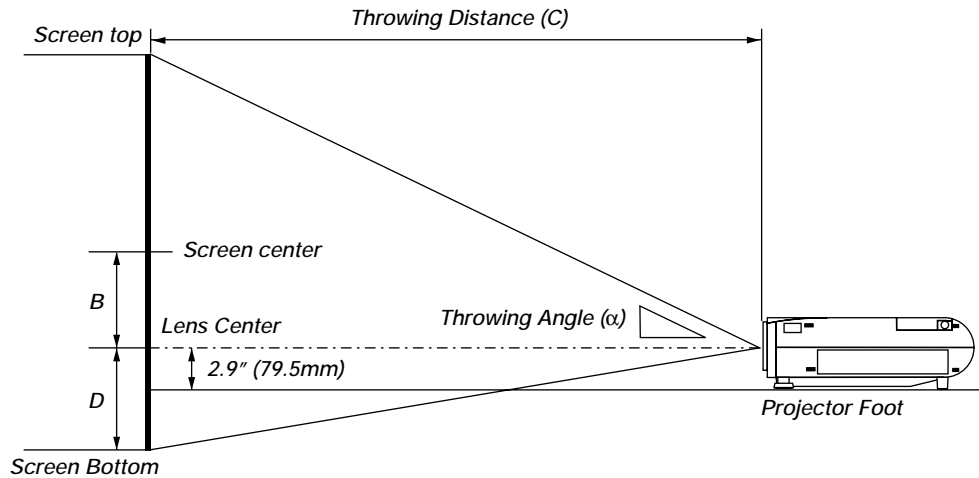 Throwing Distance (C)
Screen top
Screen center
B
Lens Center
Throwing Angle (α)
2.9" (79.5mm)
D
Projector Foot
Screen Bottom